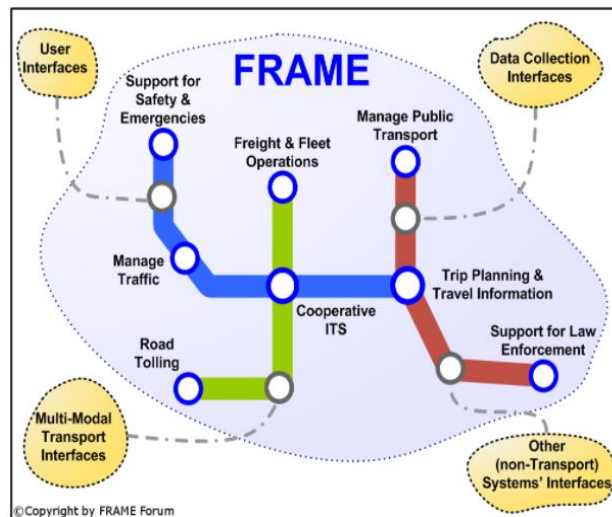 User
Interfaces
FRAME
Data Collection
Interfaces
Support for
Safety &
Emergencies
Freight & Fleet
Operations
Manage Public
Transport
Manage
Traffic
Cooperative
ITS
Trip Planning &
Travel Information
Road
Tolling
Support for Law
Enforcement
Multi-Modal
Transport
Interfaces
Other
(non-Transport)
Systems' Interfaces
©Copyright by FRAME Forum